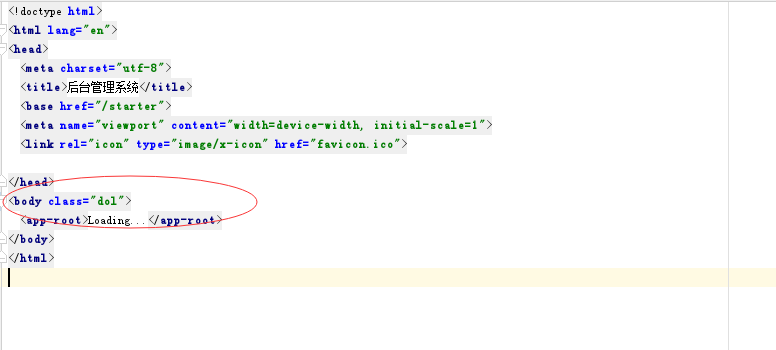 <!doctype html>
<html lang="en">
<head>
<meta charset="utf-8">
<title>后台管理系统</title>
<base href="/starter">
<meta name="viewport" content="width=device-width, initial-scale=1">
<link rel="icon" type="image/x-icon" href="favicon.ico">
</head>
<body class="dol">
<app-root>Loading...</app-root>
</body>
</html>